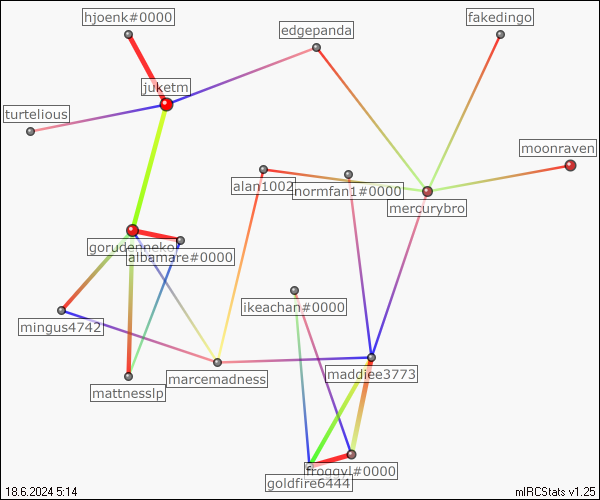 hjoenk#0000
fakedingo
edgepanda
juketm
turtelious
moonraven
alan1002
normfan1#0000
mercurybro
gorudenneko
albamare#0000
ikeachan#0000
mingus4742
maddiee3773
marcemadness
mattnesslp
froggyl#0000
goldfire6444
18.6.2024 5:14
mIRCStats v1.25